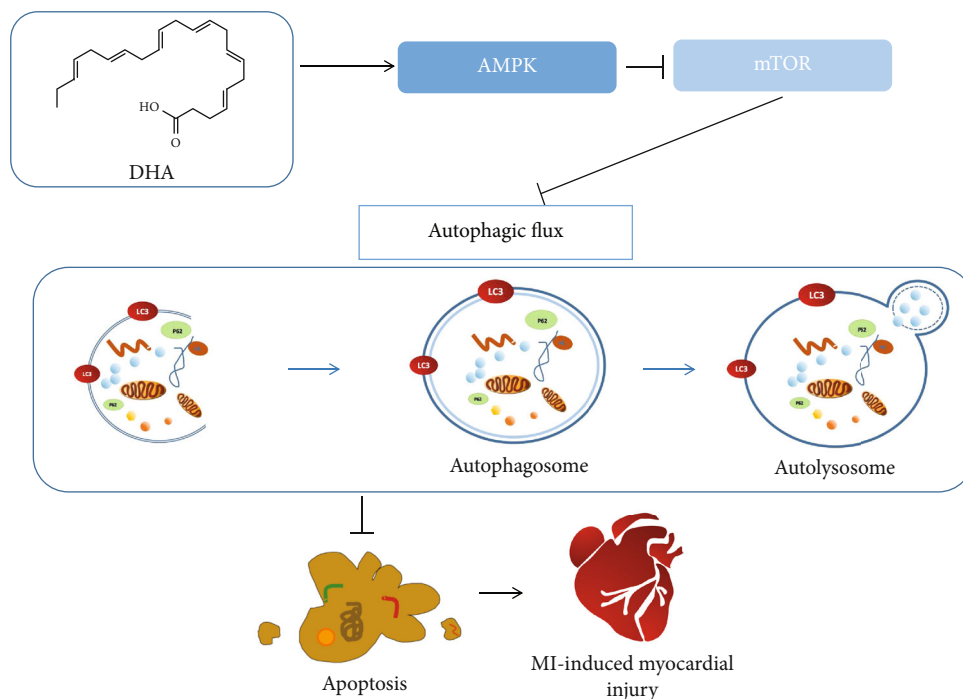 HO
O
DHA
AMPK
mTOR
Autophagic flux
LC3
P62
LC3
P62
LC3
P62
LC3
P62
LC3
P62
LC3
P62
Autophagosome
Autolysosome
Apoptosis
MI-induced myocardial
injury